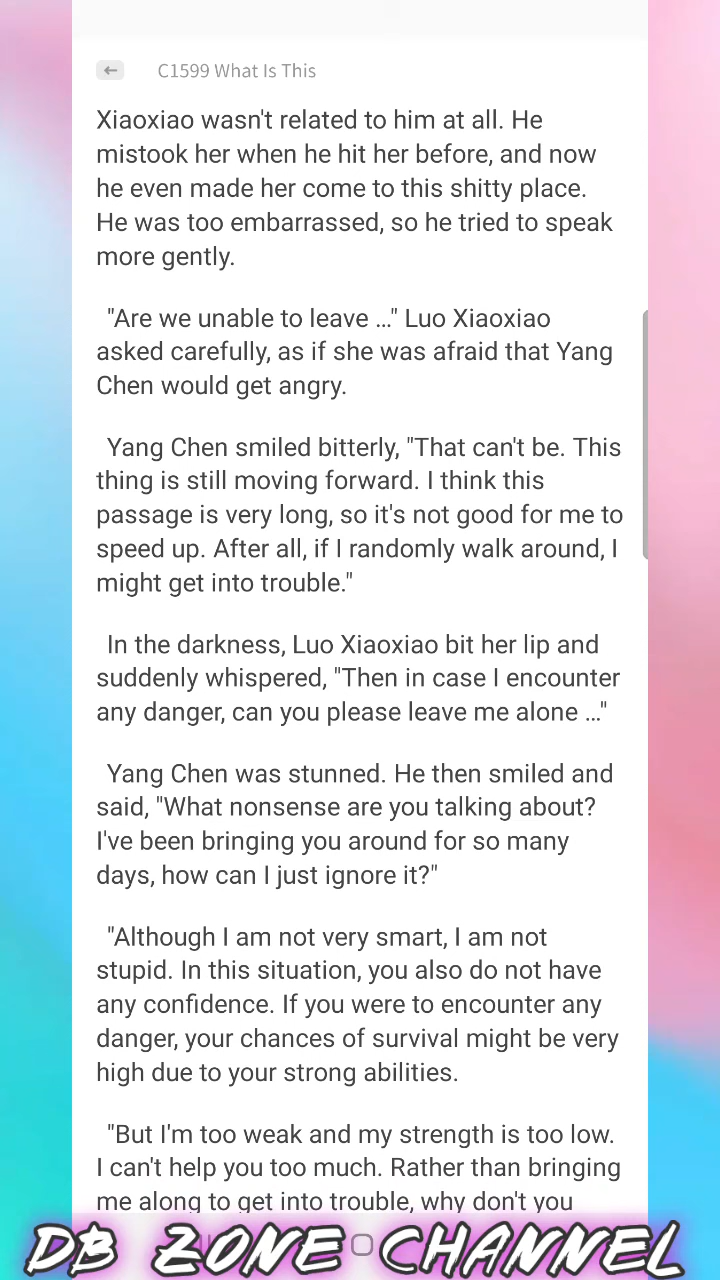 C1599 What Is This
Xiaoxiao wasn't related to him at all. He
mistook her when he hit her before, and now
he even made her come to this shitty place.
He was too embarrassed, so he tried to speak
more gently.
"Are we unable to leave …" Luo Xiaoxiao
asked carefully, as if she was afraid that Yang
Chen would get angry.
Yang Chen smiled bitterly, "That can't be. This
thing is still moving forward. I think this
passage is very long, so it's not good for me to
speed up. After all, if I randomly walk around, I
might get into trouble."
In the darkness, Luo Xiaoxiao bit her lip and
suddenly whispered, "Then in case I encounter
any danger, can you please leave me alone …"
Yang Chen was stunned. He then smiled and
said, "What nonsense are you talking about?
I've been bringing you around for so many
days, how can I just ignore it?"
"Although I am not very smart, I am not
stupid. In this situation, you also do not have
any confidence. If you were to encounter any
danger, your chances of survival might be very
high due to your strong abilities.
"But I'm too weak and my strength is too low.
I can't help you too much. Rather than bringing
me along to get into trouble, why don't you
DB ZONE CHANNEL